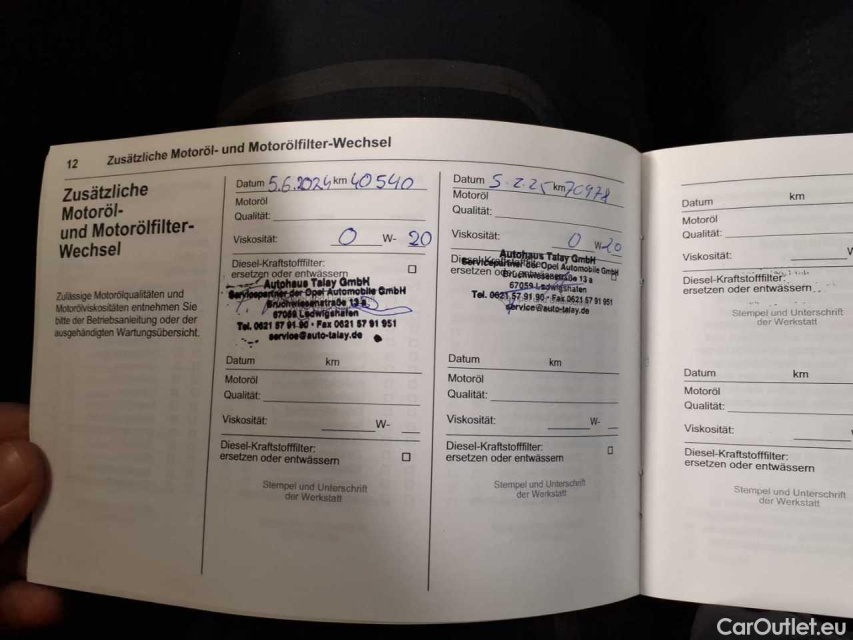 12 Zusätzliche Motoröl- und Motorölfilter-Wechsel
Zusätzliche
Motoröl-
und Motorölfilter-
Wechsel
Zulässige Motorölqualitäten und
Motorölviskositäten entnehmen Sie
bitte der Betriebsanleitung oder der
ausgehändigten Wartungsübersicht.
Datum 5.6.2024 km 40540
Motoröl
Qualität:
Viskosität: 0 W- 20
Diesel-Kraftstofffilter:
ersetzen oder entwässern
Autohaus Talay GmbH
Servicepartner der Opel Automobile GmbH
Bruchwiesenstraße 13 a
67059 Ludwigshafen
Tel. 0621 57 91 90 • Fax 0621 57 91 951
service@auto-talay.de
Datum km
Motoröl
Qualität:
Viskosität: W-
Diesel-Kraftstofffilter:
ersetzen oder entwässern
Stempel und Unterschrift
der Werkstatt
Datum 5.2.25 km 70978
Motoröl
Qualität:
Viskosität: 0 W-20
Diesel-Kraftstofffilter:
ersetzen oder entwässern
Autohaus Talay GmbH
Servicepartner der Opel Automobile GmbH
Bruchwiesenstraße 13 a
67059 Ludwigshafen
Tel. 0621 57 91 90 • Fax 0621 57 91 951
service@auto-talay.de
Datum km
Motoröl
Qualität:
Viskosität: W-
Diesel-Kraftstofffilter:
ersetzen oder entwässern
Stempel und Unterschrift
der Werkstatt
Datum km
Motoröl
Qualität:
Viskosität:
Diesel-Kraftstofffilter:
ersetzen oder entwässern
Stempel und Unterschrift
der Werkstatt
Datum km
Motoröl
Qualität:
Viskosität:
Diesel-Kraftstofffilter:
ersetzen oder entwässern
Stempel und Unterschrift
der Werkstatt
CarOutlet.eu